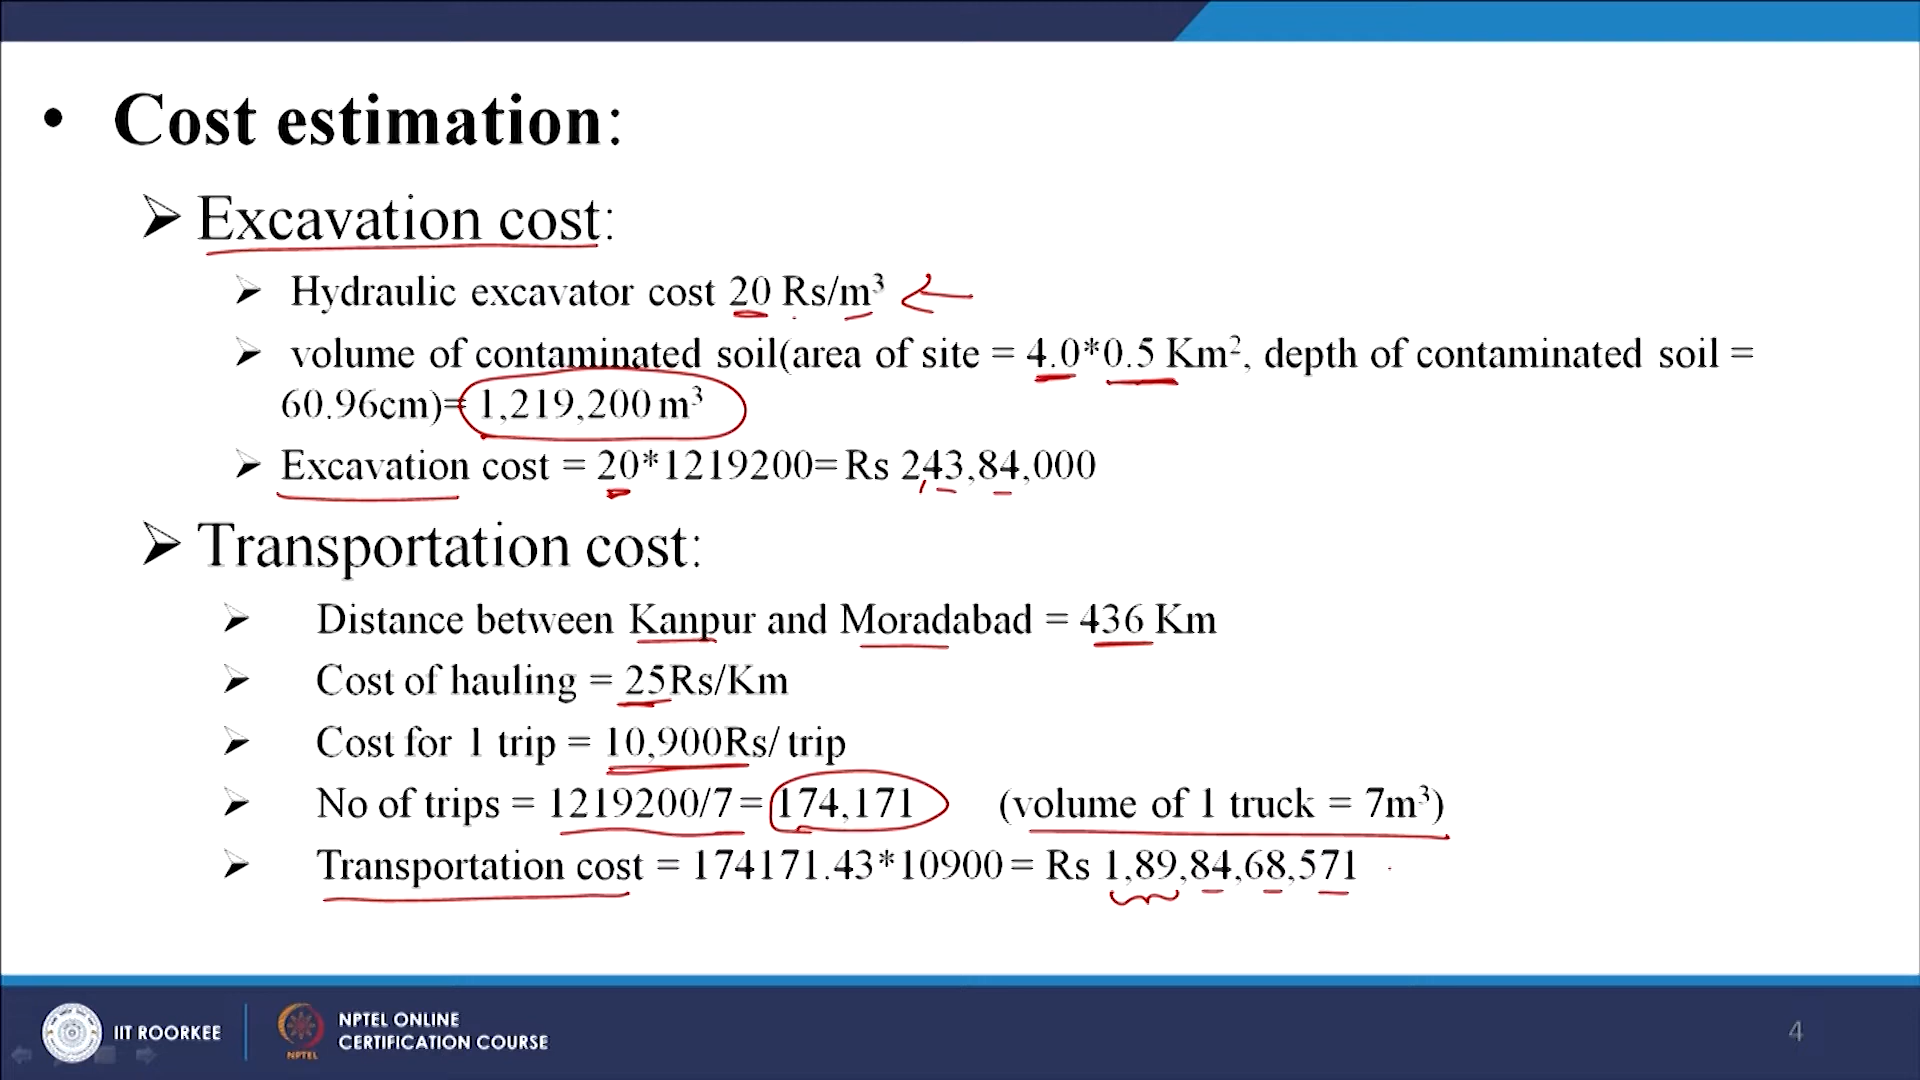 • Cost estimation:
➢ Excavation cost:
➢ Hydraulic excavator cost 20 Rs/m³
➢ volume of contaminated soil(area of site = 4.0*0.5 Km², depth of contaminated soil =
60.96cm)= 1,219,200 m³
➢ Excavation cost = 20*1219200= Rs 243,84,000
➢ Transportation cost:
➢ Distance between Kanpur and Moradabad = 436 Km
➢ Cost of hauling = 25Rs/Km
➢ Cost for 1 trip = 10,900Rs/ trip
➢ No of trips = 1219200/7= 174,171 (volume of 1 truck = 7m³)
➢ Transportation cost = 174171.43*10900= Rs 1,89,84,68,571
IIT ROORKEE
NPTEL
NPTEL ONLINE
CERTIFICATION COURSE
4